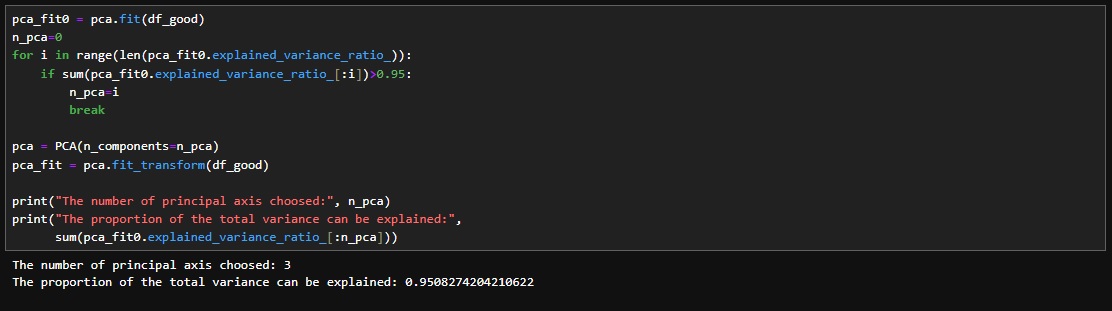 pca_fit0 = pca.fit(df_good)
n_pca=0
for i in range(len(pca_fit0.explained_variance_ratio_)):
    if sum(pca_fit0.explained_variance_ratio_[:i])>0.95:
        n_pca=i
        break

pca = PCA(n_components=n_pca)
pca_fit = pca.fit_transform(df_good)

print("The number of principal axis choosed:", n_pca)
print("The proportion of the total variance can be explained:",
      sum(pca_fit0.explained_variance_ratio_[:n_pca]))
The number of principal axis choosed: 3
The proportion of the total variance can be explained: 0.9508274204210622